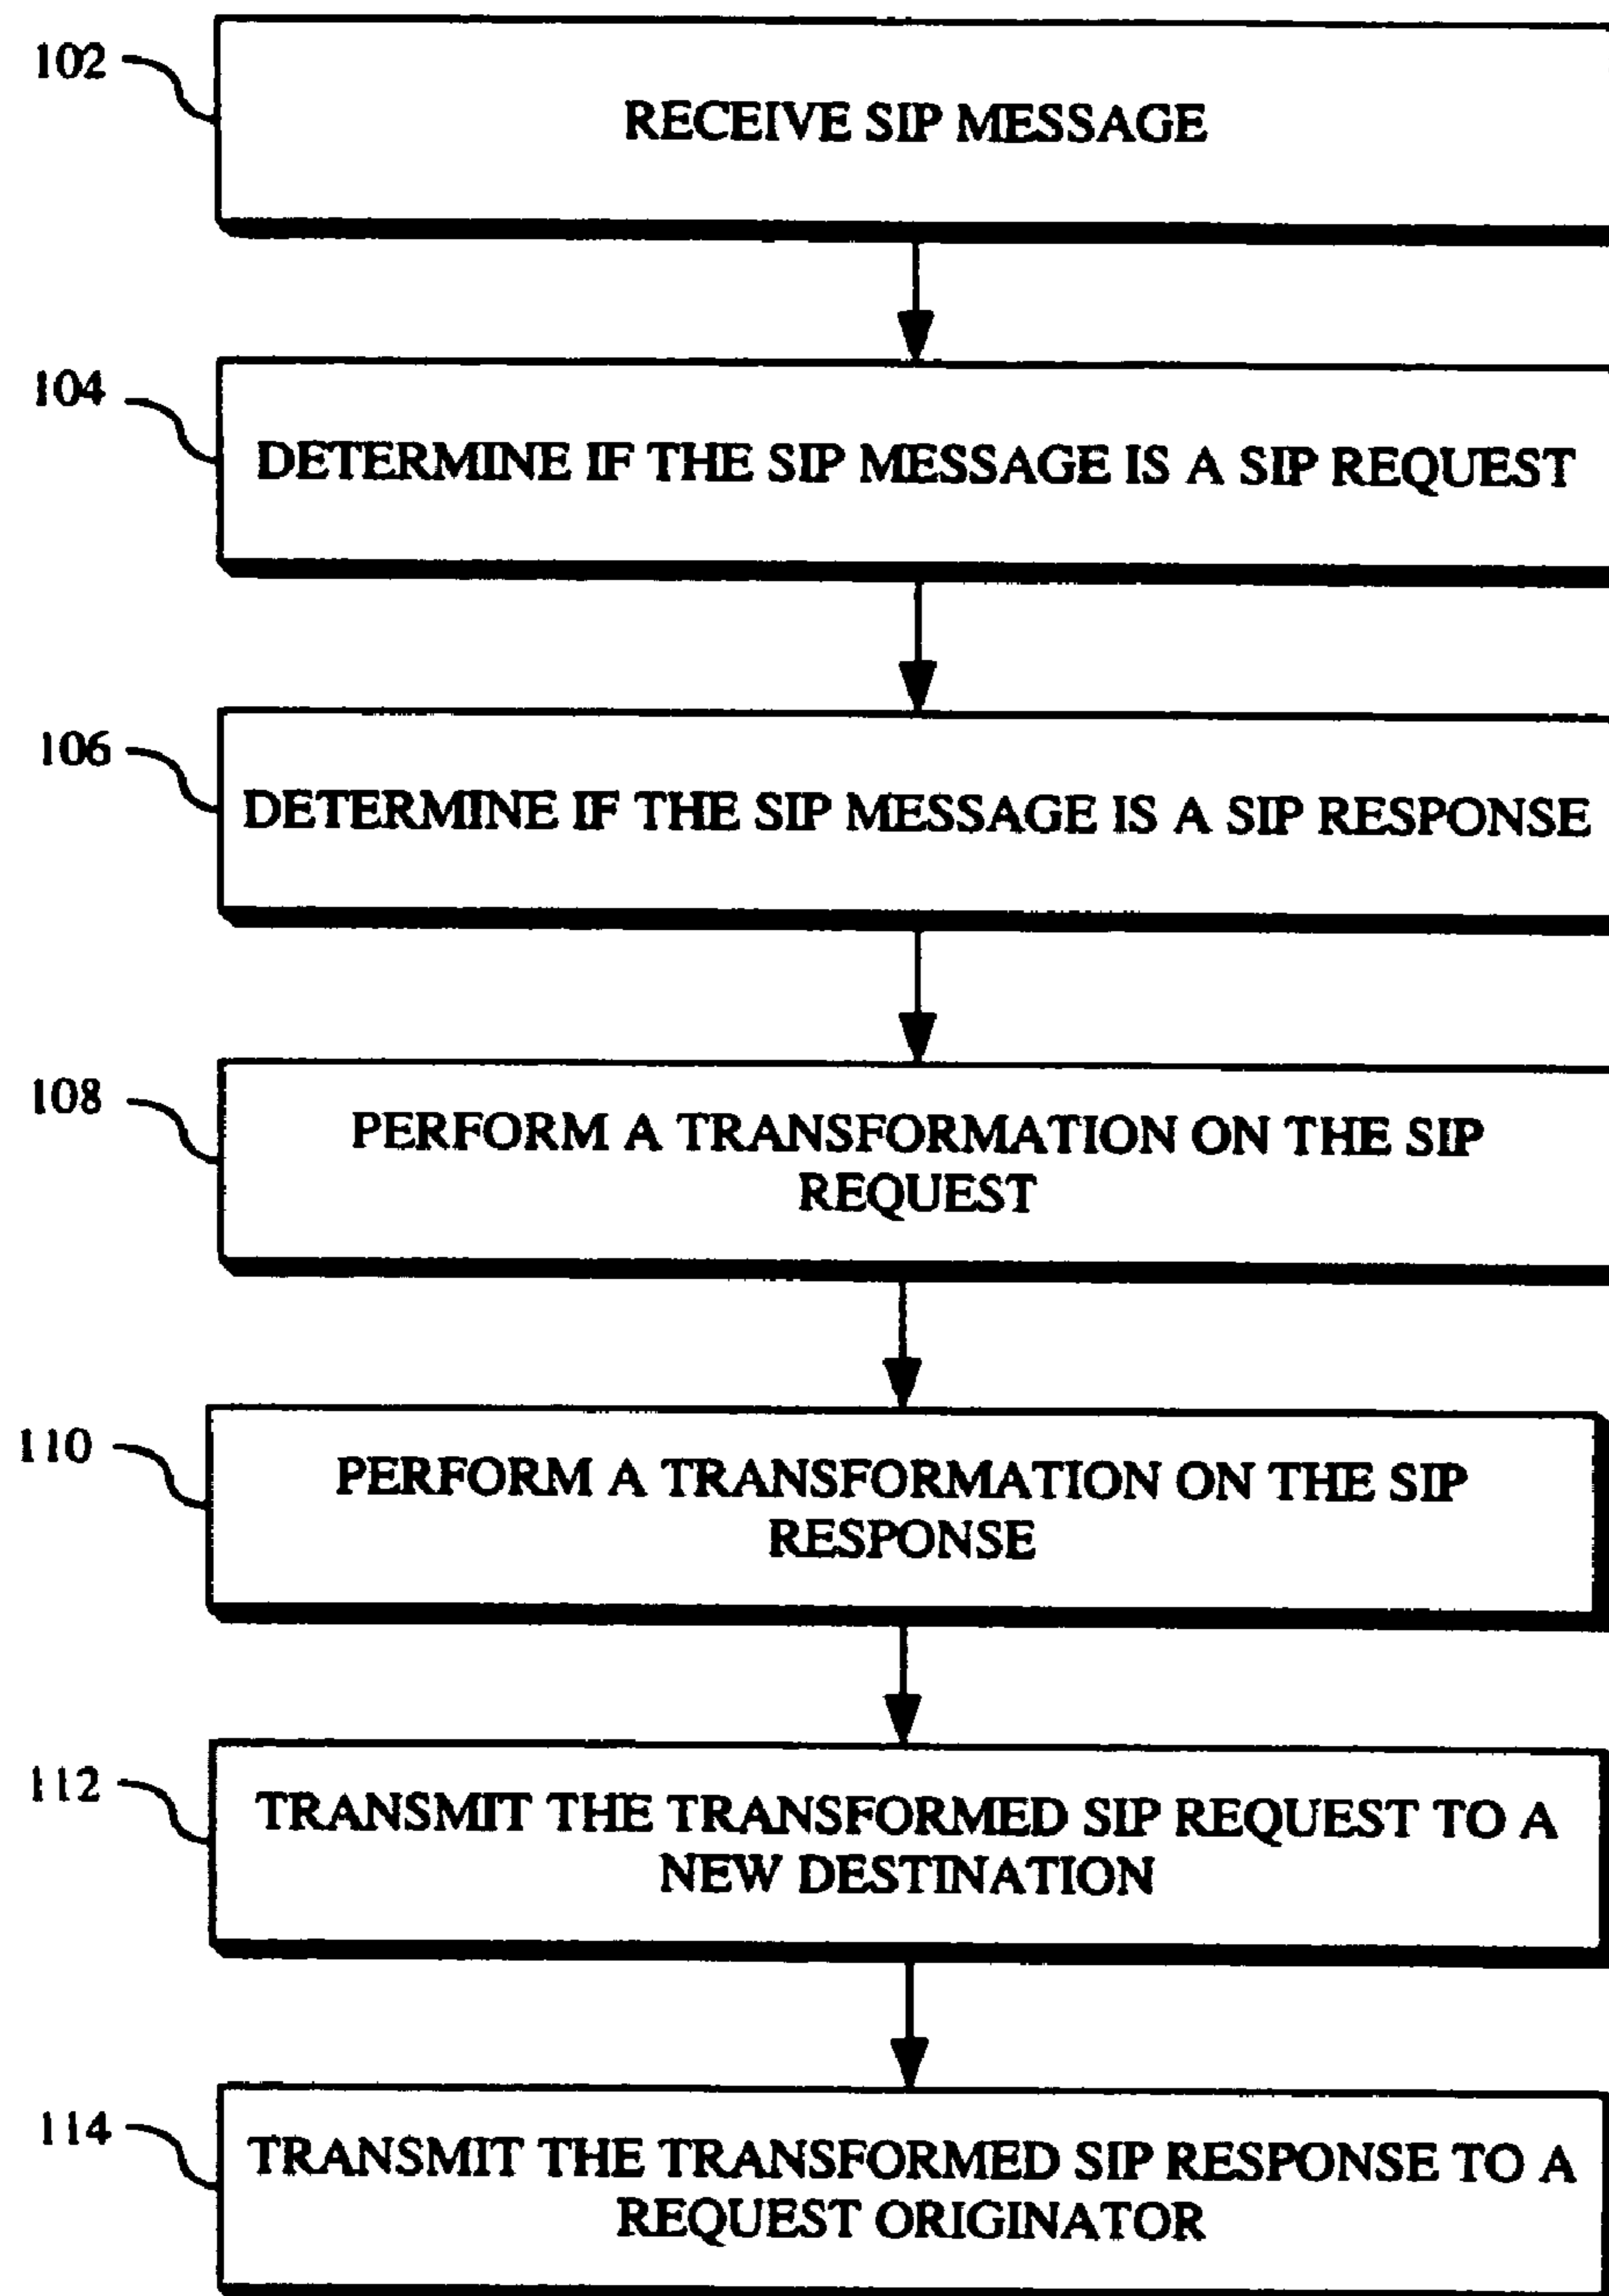 102
RECEIVE SIP MESSAGE
104
DETERMINE IF THE SIP MESSAGE IS A SIP REQUEST
106
DETERMINE IF THE SIP MESSAGE IS A SIP RESPONSE
108
PERFORM A TRANSFORMATION ON THE SIP
REQUEST
110
PERFORM A TRANSFORMATION ON THE SIP
RESPONSE
112
TRANSMIT THE TRANSFORMED SIP REQUEST TO A
NEW DESTINATION
114
TRANSMIT THE TRANSFORMED SIP RESPONSE TO A
REQUEST ORIGINATOR